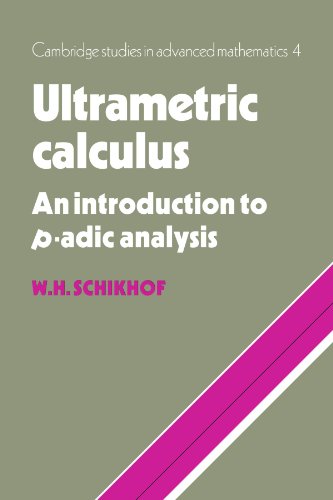 Cambridge studies in advanced mathematics 4
Ultrametric
calculus
An introduction to
p-adic analysis
W.H. SCHIKHOF